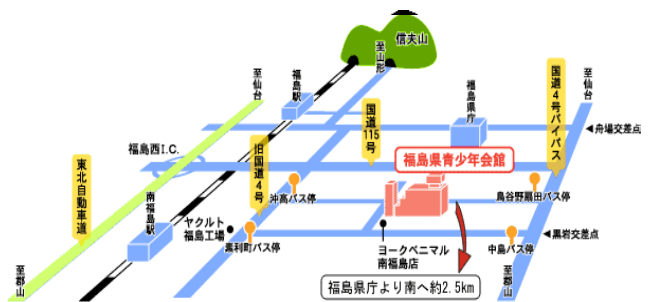 信夫山
至山形
至仙台
福島駅
福島県庁
国道4号バイパス
至仙台
国道
115号
舟場交差点
福島西I.C.
旧国道4号
福島県青少年会館
東北自動車道
南福島駅
沖高バス停
鳥谷野扇田バス停
ヤクルト
福島工場
黒岩交差点
ヨークベニマル
南福島店
中島バス停
至郡山
至郡山
福島県庁より南へ約2.5km